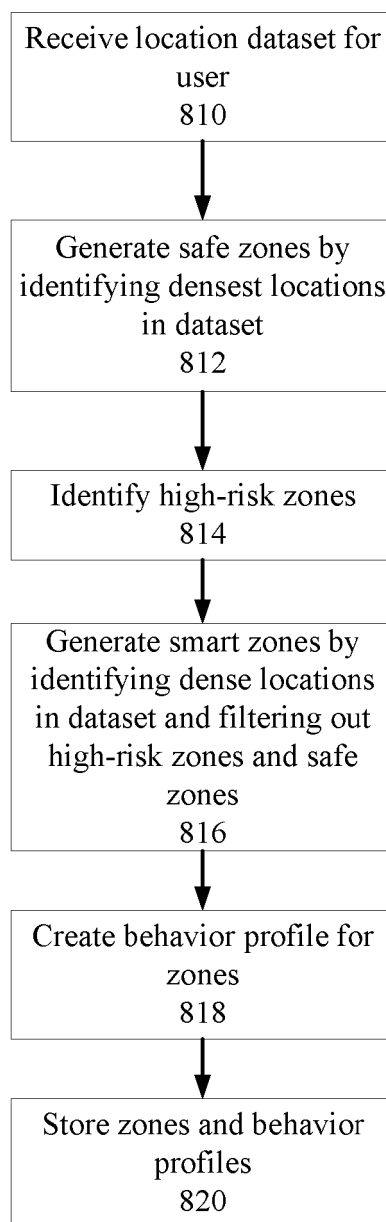 Receive location dataset for
user
810
Generate safe zones by
identifying densest locations
in dataset
812
Identify high-risk zones
814
Generate smart zones by
identifying dense locations
in dataset and filtering out
high-risk zones and safe
zones
816
Create behavior profile for
zones
818
Store zones and behavior
profiles
820